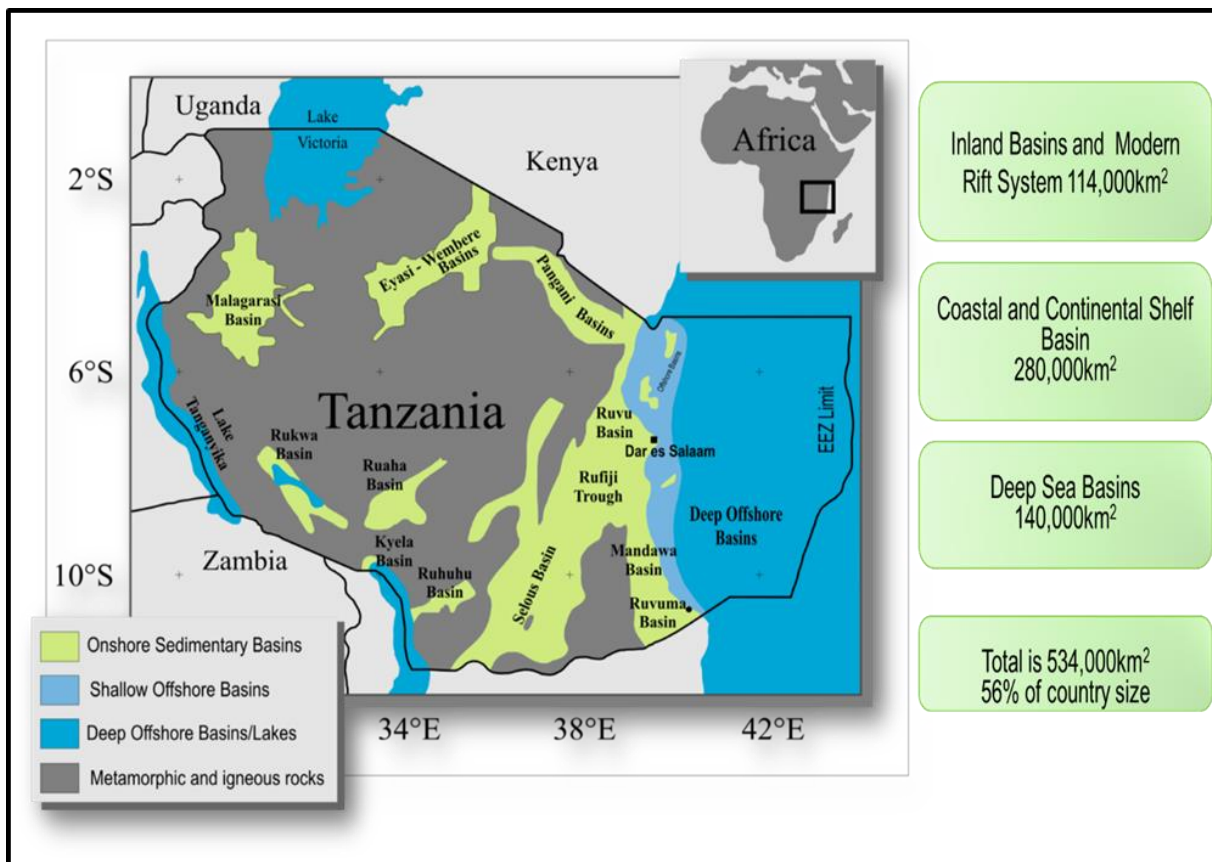 Uganda
Lake
Victoria
Kenya
Africa
2°S
6°S
10°S
Eyasi - Wembere
Basins
Pangani Basins
Malagarasi
Basin
Offshore Basins
Tanzania
Lake
Tanganyika
Rukwa
Basin
Ruaha
Basin
Ruvu
Basin
Dar es Salaam
Rufiji
Trough
EEZ Limit
Deep Offshore
Basins
Kyela
Basin
Ruhuhu
Basin
Selous Basin
Mandawa
Basin
Ruvuma
Basin
Zambia
Onshore Sedimentary Basins
Shallow Offshore Basins
Deep Offshore Basins/Lakes
Metamorphic and igneous rocks
34°E
38°E
42°E
Inland Basins and Modern
Rift System 114,000km²
Coastal and Continental Shelf
Basin
280,000km²
Deep Sea Basins
140,000km²
Total is 534,000km²
56% of country size